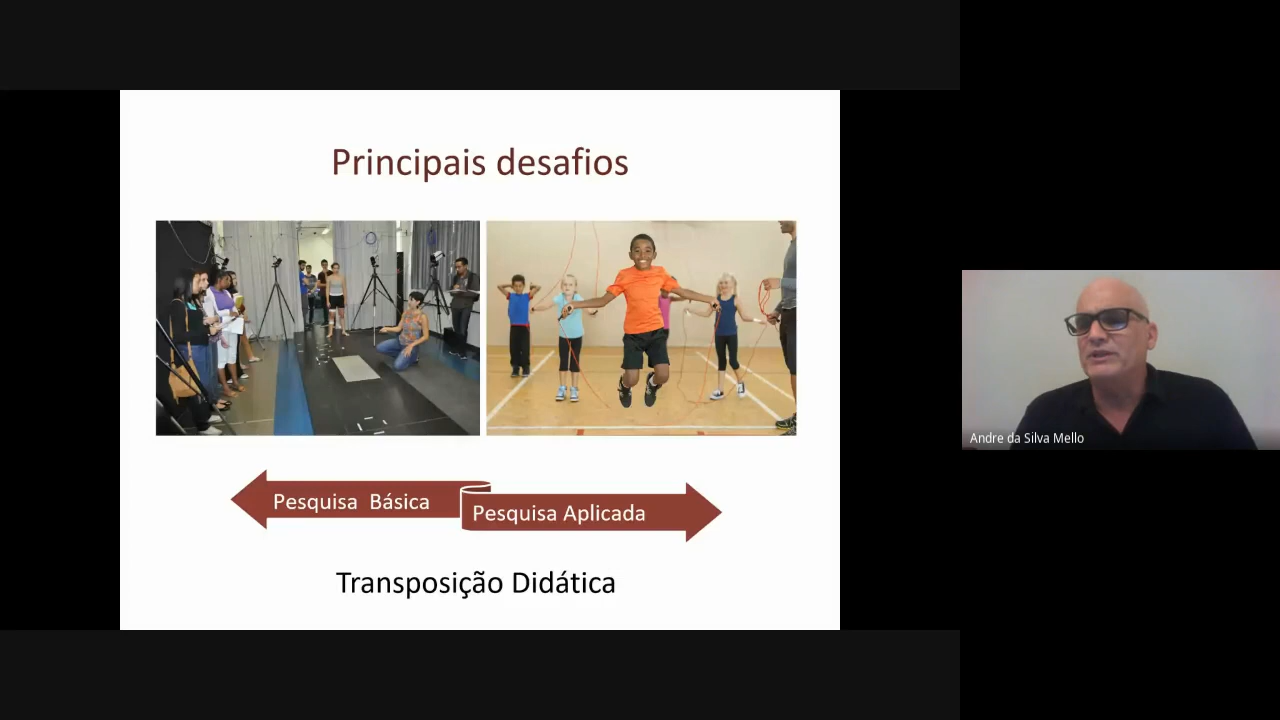 Principais desafios
Pesquisa Básica
Pesquisa Aplicada
Transposição Didática
Andre da Silva Mello